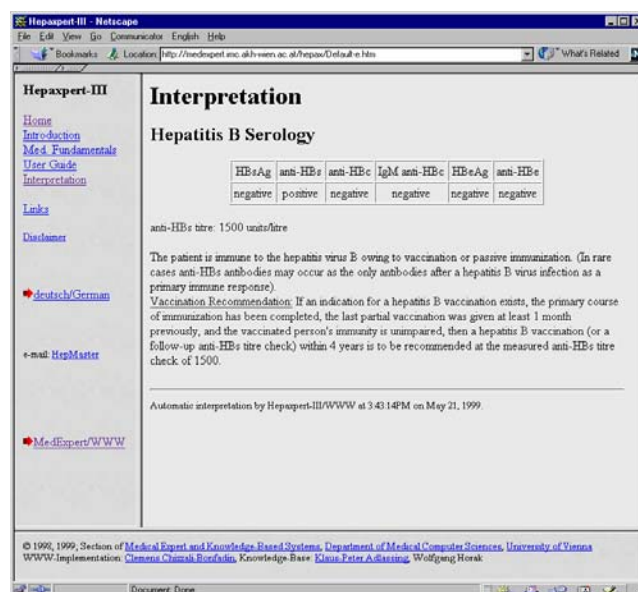 Hepaxpert-III - Netscape
File Edit View Go Communicator English Help
Bookmarks Location: http://medexpert.imc.akh-wien.ac.at/hepax/Default-e.htm What's Related
Hepaxpert-III
Home
Introduction
Med. Fundamentals
User Guide
Interpretation
Links
Disclaimer
deutsch/German
e-mail: HepMaster
MedExpert/WWW
Interpretation
Hepatitis B Serology
HBsAg anti-HBs anti-HBc IgM anti-HBc HBeAg anti-HBe
negative positive negative negative negative negative
anti-HBs titre: 1500 units/litre
The patient is immune to the hepatitis virus B owing to vaccination or passive immunization. (In rare
cases anti-HBs antibodies may occur as the only antibodies after a hepatitis B virus infection as a
primary immune response).
Vaccination Recommendation: If an indication for a hepatitis B vaccination exists, the primary course
of immunization has been completed, the last partial vaccination was given at least 1 month
previously, and the vaccinated person's immunity is unimpaired, then a hepatitis B vaccination (or a
follow-up anti-HBs titre check) within 4 years is to be recommended at the measured anti-HBs titre
check of 1500.
Automatic interpretation by Hepaxpert-III/WWW at 3:43:14PM on May 21, 1999.
© 1998, 1999, Section of Medical Expert and Knowledge-Based Systems, Department of Medical Computer Sciences, University of Vienna
WWW-Implementation: Clemens Chizzali-Bonfadin, Knowledge-Base: Klaus-Peter Adlassnig, Wolfgang Horak
Document: Done